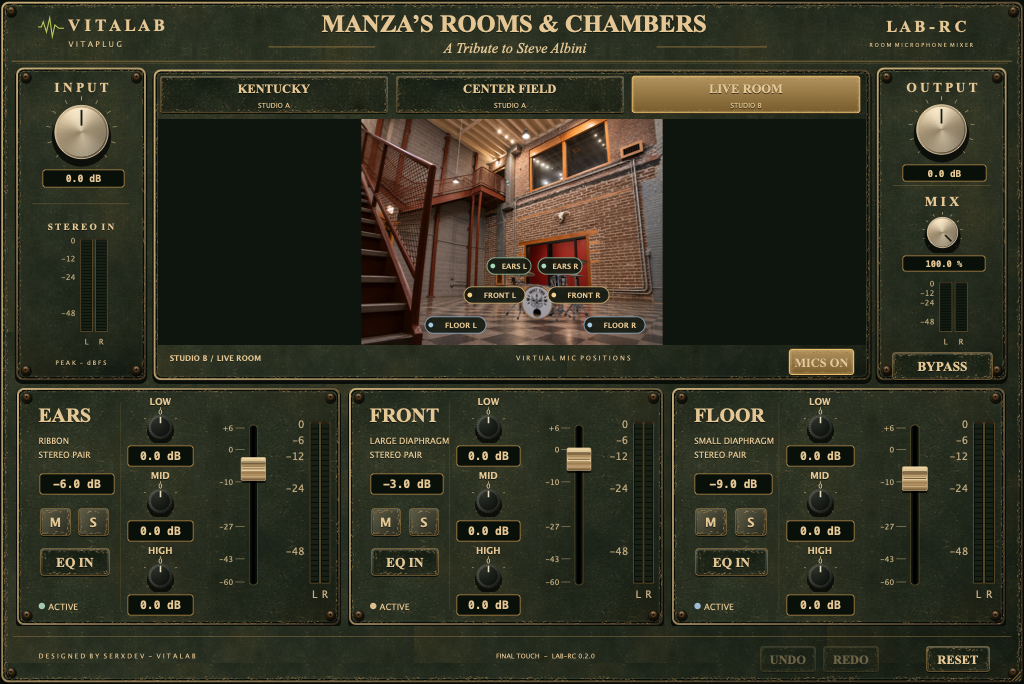 VITALAB
VITAPLUG
MANZA'S ROOMS & CHAMBERS
A Tribute to Steve Albini
LAB-RC
ROOM MICROPHONE MIXER
INPUT
0.0 dB
STEREO IN
0
−12
−24
−48
L R
PEAK – dBFS
KENTUCKY
STUDIO A
CENTER FIELD
STUDIO A
LIVE ROOM
STUDIO B
EARS L
EARS R
FRONT L
FRONT R
FLOOR L
FLOOR R
STUDIO B / LIVE ROOM
VIRTUAL MIC POSITIONS
MICS ON
OUTPUT
0.0 dB
MIX
100.0 %
0
−12
−24
−48
L R
BYPASS
EARS
RIBBON
STEREO PAIR
−6.0 dB
M S
EQ IN
ACTIVE
LOW
0
0.0 dB
MID
0
0.0 dB
HIGH
0
0.0 dB
+6
0
−10
−27
−43
−60
0
−6
−12
−24
−48
L R
FRONT
LARGE DIAPHRAGM
STEREO PAIR
−3.0 dB
M S
EQ IN
ACTIVE
LOW
0
0.0 dB
MID
0
0.0 dB
HIGH
0
0.0 dB
+6
0
−10
−27
−43
−60
0
−6
−12
−24
−48
L R
FLOOR
SMALL DIAPHRAGM
STEREO PAIR
−9.0 dB
M S
EQ IN
ACTIVE
LOW
0
0.0 dB
MID
0
0.0 dB
HIGH
0
0.0 dB
+6
0
−10
−27
−43
−60
0
−6
−12
−24
−48
L R
DESIGNED BY SERXDEV – VITALAB
FINAL TOUCH – LAB-RC 0.2.0
UNDO
REDO
RESET